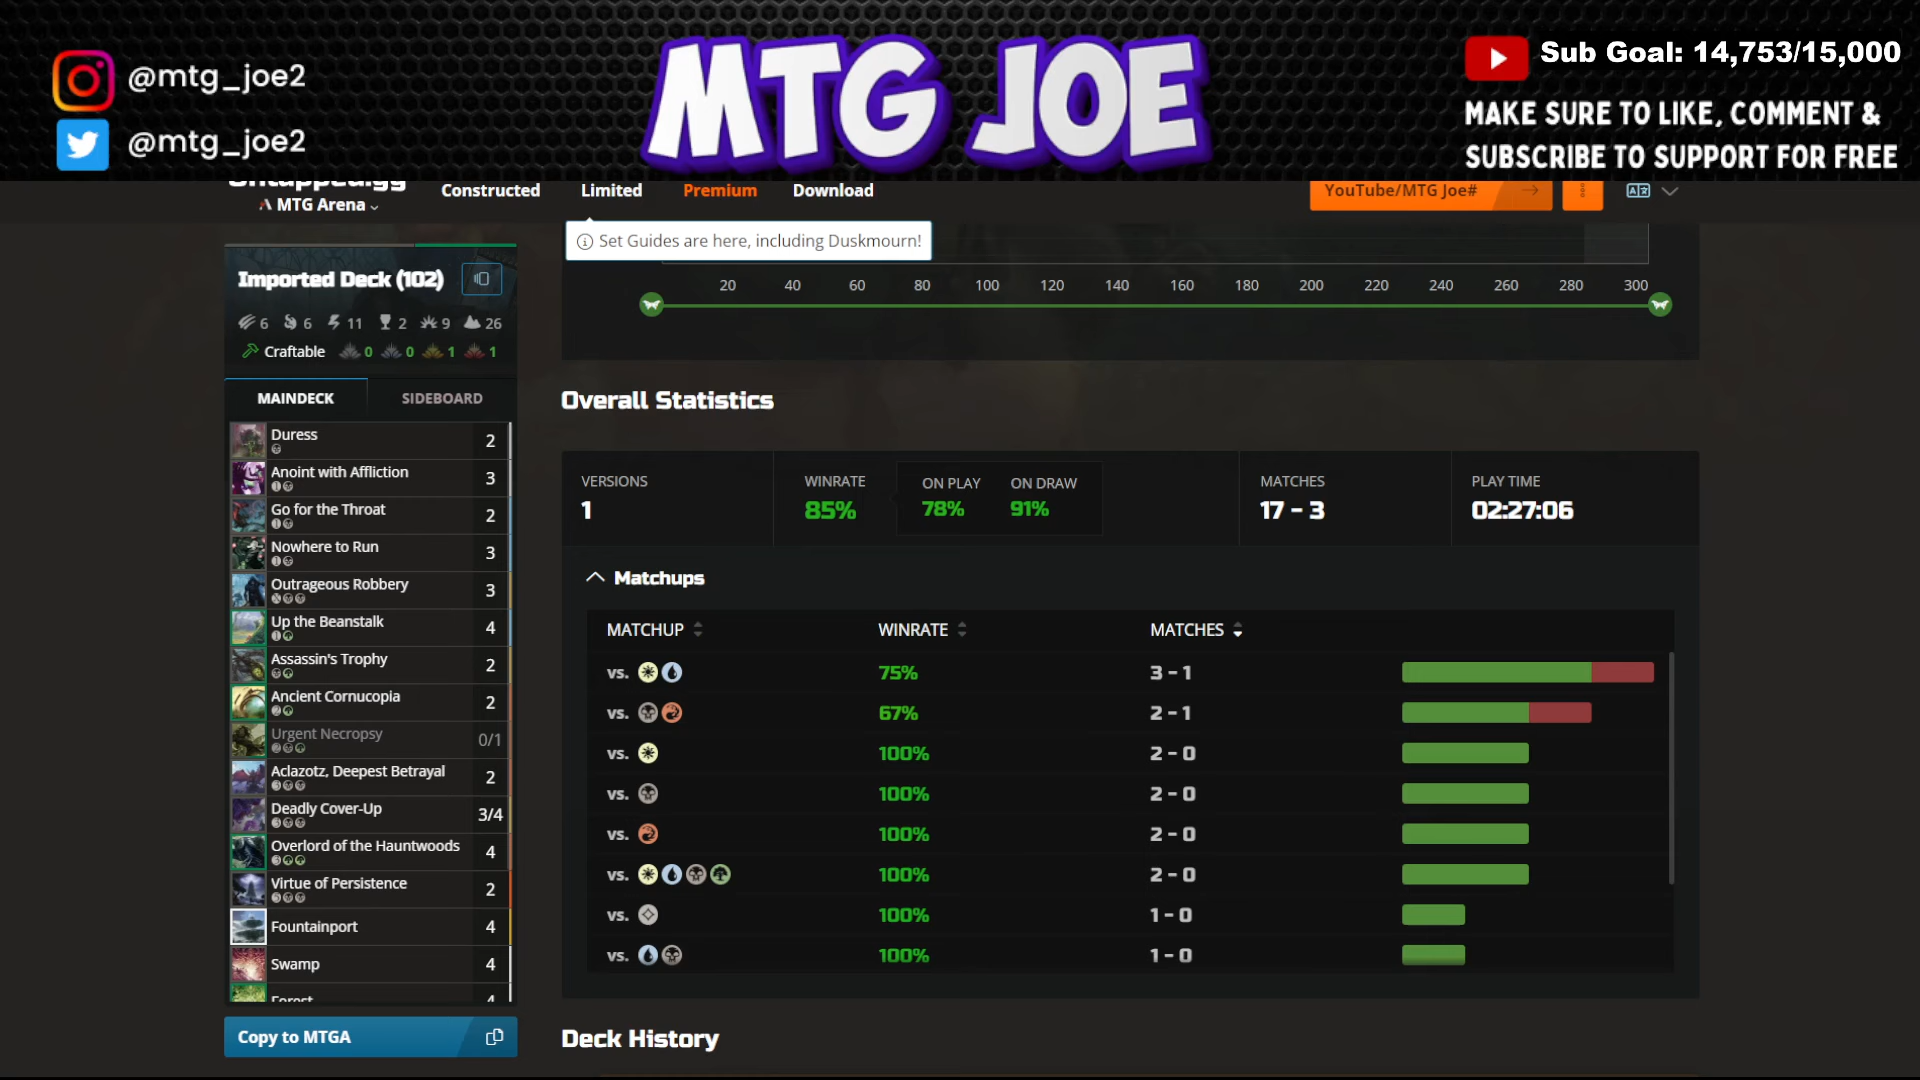 @mtg_joe2
@mtg_joe2
MTG JOE
Sub Goal: 14,753/15,000
MAKE SURE TO LIKE, COMMENT &
SUBSCRIBE TO SUPPORT FOR FREE
Untapped.gg
MTG Arena
Constructed
Limited
Premium
Download
YouTube/MTG Joe#
Set Guides are here, including Duskmourn!
Imported Deck (102)
6 6 11 2 9 26
Craftable 0 0 1 1
MAINDECK
SIDEBOARD
Duress 2
Anoint with Affliction 3
Go for the Throat 2
Nowhere to Run 3
Outrageous Robbery 3
Up the Beanstalk 4
Assassin's Trophy 2
Ancient Cornucopia 2
Urgent Necropsy 0/1
Aclazotz, Deepest Betrayal 2
Deadly Cover-Up 3/4
Overlord of the Hauntwoods 4
Virtue of Persistence 2
Fountainport 4
Swamp 4
Forest 4
Copy to MTGA
20 40 60 80 100 120 140 160 180 200 220 240 260 280 300
Overall Statistics
VERSIONS
1
WINRATE
85%
ON PLAY
78%
ON DRAW
91%
MATCHES
17 - 3
PLAY TIME
02:27:06
Matchups
MATCHUP WINRATE MATCHES
vs. 75% 3 - 1
vs. 67% 2 - 1
vs. 100% 2 - 0
vs. 100% 2 - 0
vs. 100% 2 - 0
vs. 100% 2 - 0
vs. 100% 1 - 0
vs. 100% 1 - 0
Deck History